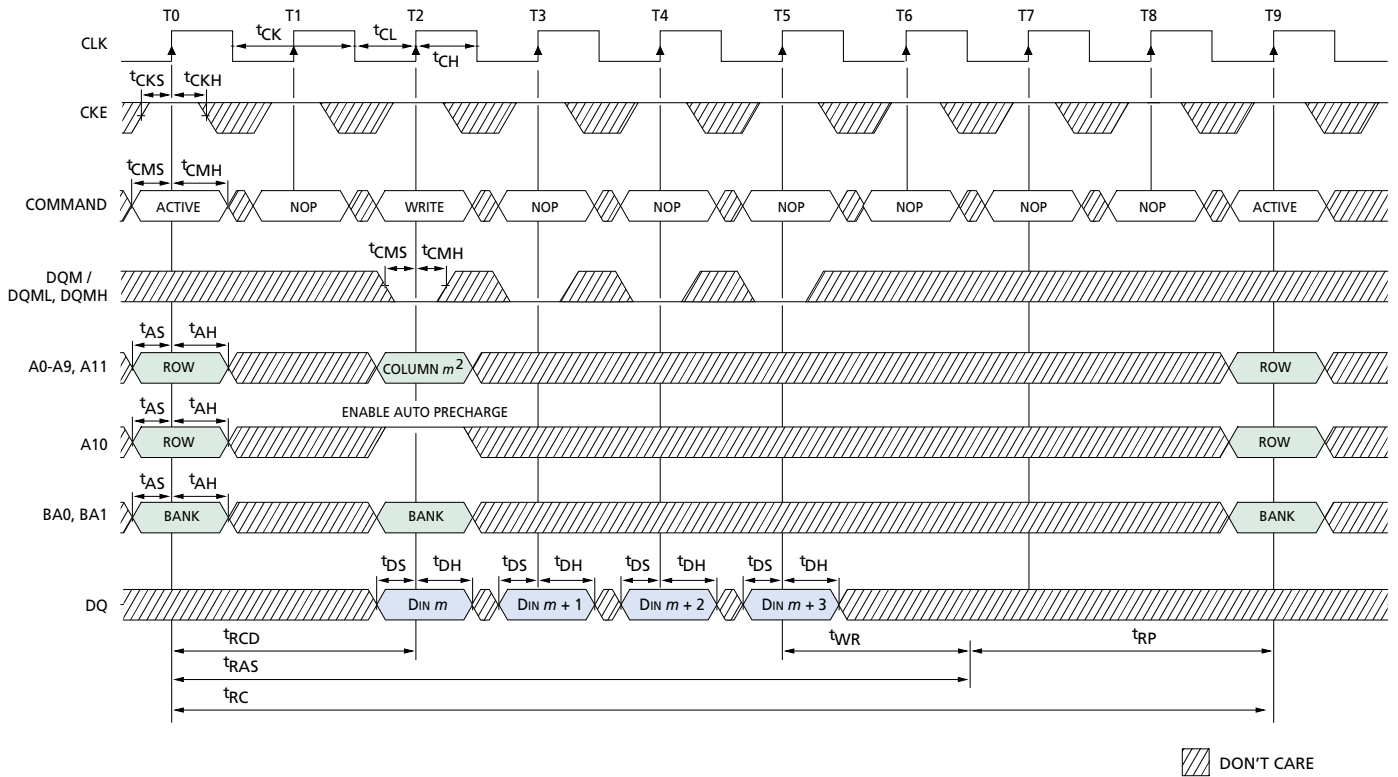 T0 T1 T2 T3 T4 T5 T6 T7 T8 T9
CLK
tCK tCL
tCH
tCKS tCKH
CKE
tCMS tCMH
COMMAND ACTIVE NOP WRITE NOP NOP NOP NOP NOP NOP ACTIVE
tCMS tCMH
DQM /
DQML, DQMH
tAS tAH
A0-A9, A11 ROW COLUMN m2 ROW
ENABLE AUTO PRECHARGE
tAS tAH
A10 ROW ROW
tAS tAH
BA0, BA1 BANK BANK BANK
tDS tDH tDS tDH tDS tDH tDS tDH
DQ DIN m DIN m + 1 DIN m + 2 DIN m + 3
tRCD tWR tRP
tRAS
tRC
DON'T CARE